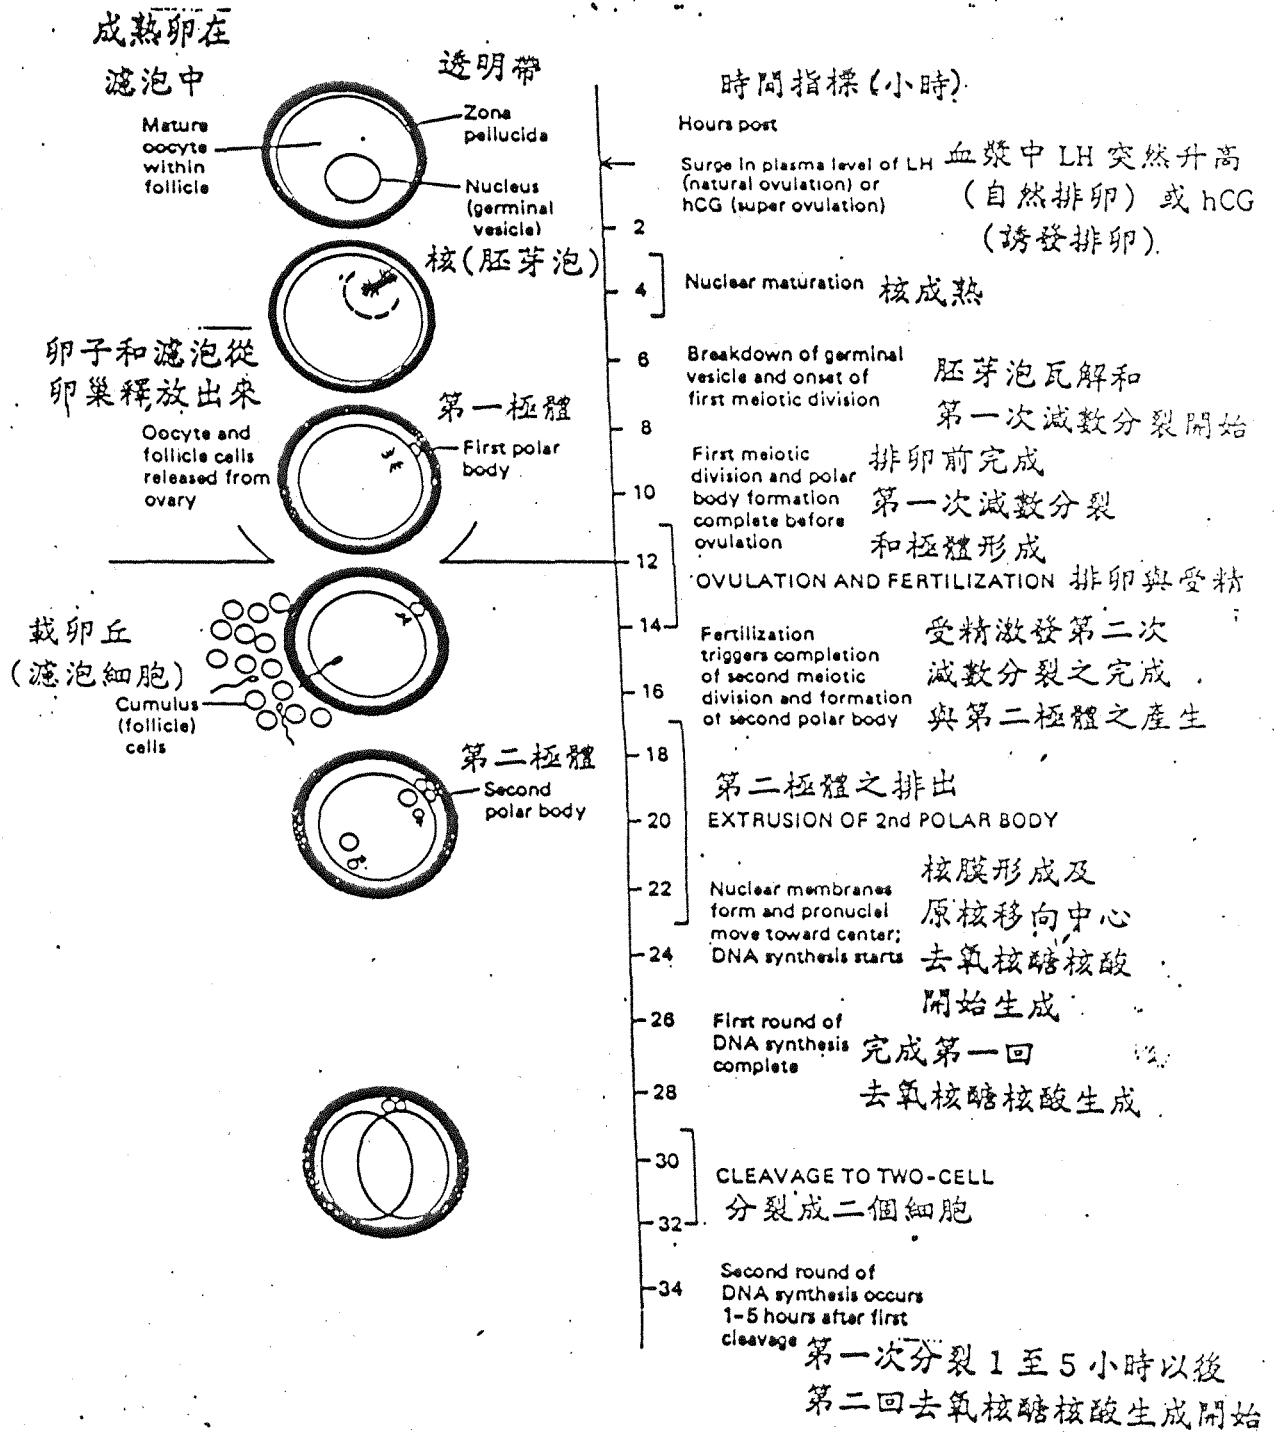 成熟卵在
濾泡中
Mature
oocyte
within
follicle
透明帶
Zona
pellucida
Nucleus
(germinal
vesicle)
核(胚芽泡)
卵子和濾泡從
卵巢釋放出來
Oocyte and
follicle cells
released from
ovary
第一極體
First polar
body
載卵丘
(濾泡細胞)
Cumulus
(follicle)
cells
第二極體
Second
polar body
時間指標(小時)
Hours post
Surge in plasma level of LH
(natural ovulation) or
hCG (super ovulation)
血漿中 LH 突然升高
(自然排卵) 或 hCG
(誘發排卵).
2
4
6
8
10
12
14
16
18
20
22
24
26
28
30
32
34
Nuclear maturation
核成熟
Breakdown of germinal
vesicle and onset of
first meiotic division
胚芽泡瓦解和
第一次減數分裂開始
First meiotic
division and polar
body formation
complete before
ovulation
排卵前完成
第一次減數分裂
和極體形成
OVULATION AND FERTILIZATION 排卵與受精
Fertilization
triggers completion
of second meiotic
division and formation
of second polar body
受精激發第二次
減數分裂之完成
與第二極體之產生
第二極體之排出
EXTRUSION OF 2nd POLAR BODY
Nuclear membranes
form and pronuclei
move toward center;
DNA synthesis starts
核膜形成及
原核移向中心
去氧核醣核酸
開始生成
First round of
DNA synthesis
complete
完成第一回
去氧核醣核酸生成
CLEAVAGE TO TWO-CELL
分裂成二個細胞
Second round of
DNA synthesis occurs
1-5 hours after first
cleavage
第一次分裂 1 至 5 小時以後
第二回去氧核醣核酸生成開始